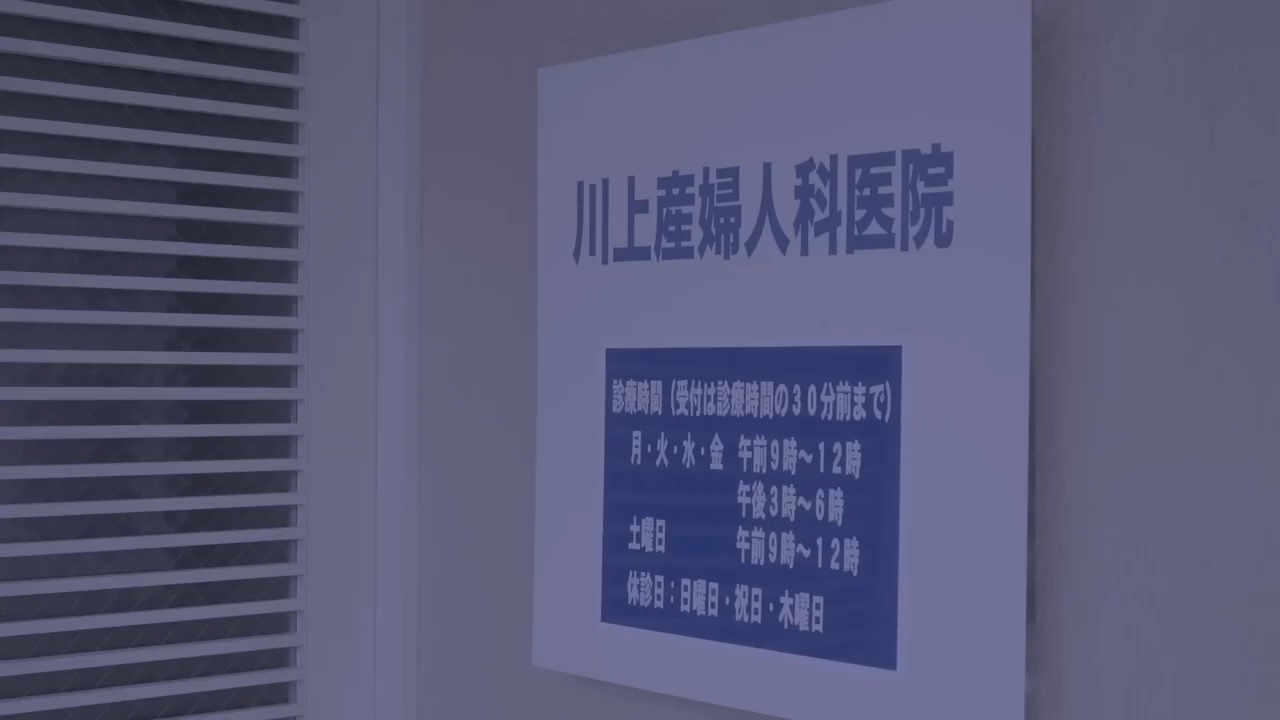 川上産婦人科医院
診療時間（受付は診療時間の３０分前まで）
月・火・水・金 午前９時〜１２時
午後３時〜６時
土曜日 午前９時〜１２時
休診日：日曜日・祝日・木曜日